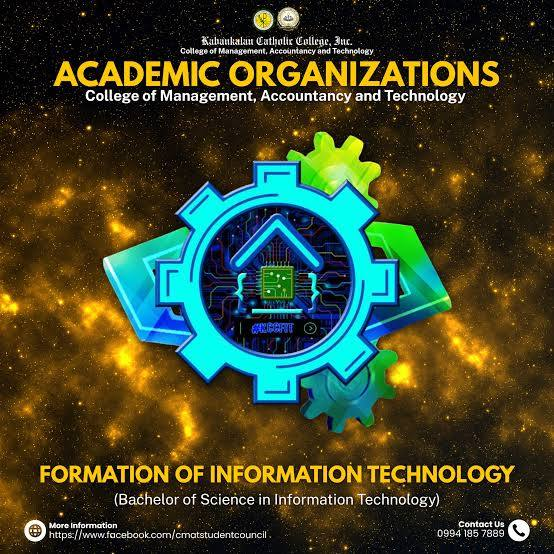 Kabankalan Catholic College, Inc.
College of Management, Accountancy and Technology
ACADEMIC ORGANIZATIONS
College of Management, Accountancy and Technology
#KCCFIT
FORMATION OF INFORMATION TECHNOLOGY
(Bachelor of Science in Information Technology)
More Information
https://www.facebook.com/cmatstudentcouncil
Contact Us
0994 185 7889